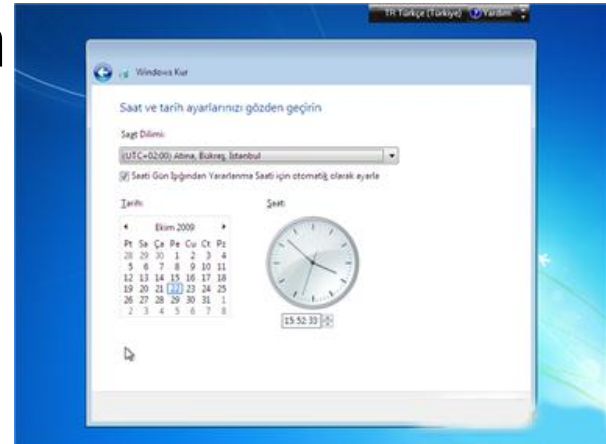 TR Türkçe (Türkiye) Yardım
Windows Kur
Saat ve tarih ayarlarınızı gözden geçirin
Saat Dilimi:
(UTC+02:00) Atina, Bükreş, İstanbul
Saati Gün Işığından Yararlanma Saati için otomatik olarak ayarla
Tarih: Saat:
Ekim 2009
Pt Sa Ça Pe Cu Ct Pz
28 29 30 1 2 3 4
5 6 7 8 9 10 11
12 13 14 15 16 17 18
19 20 21 22 23 24 25
26 27 28 29 30 31 1
2 3 4 5 6 7 8
15:52:33